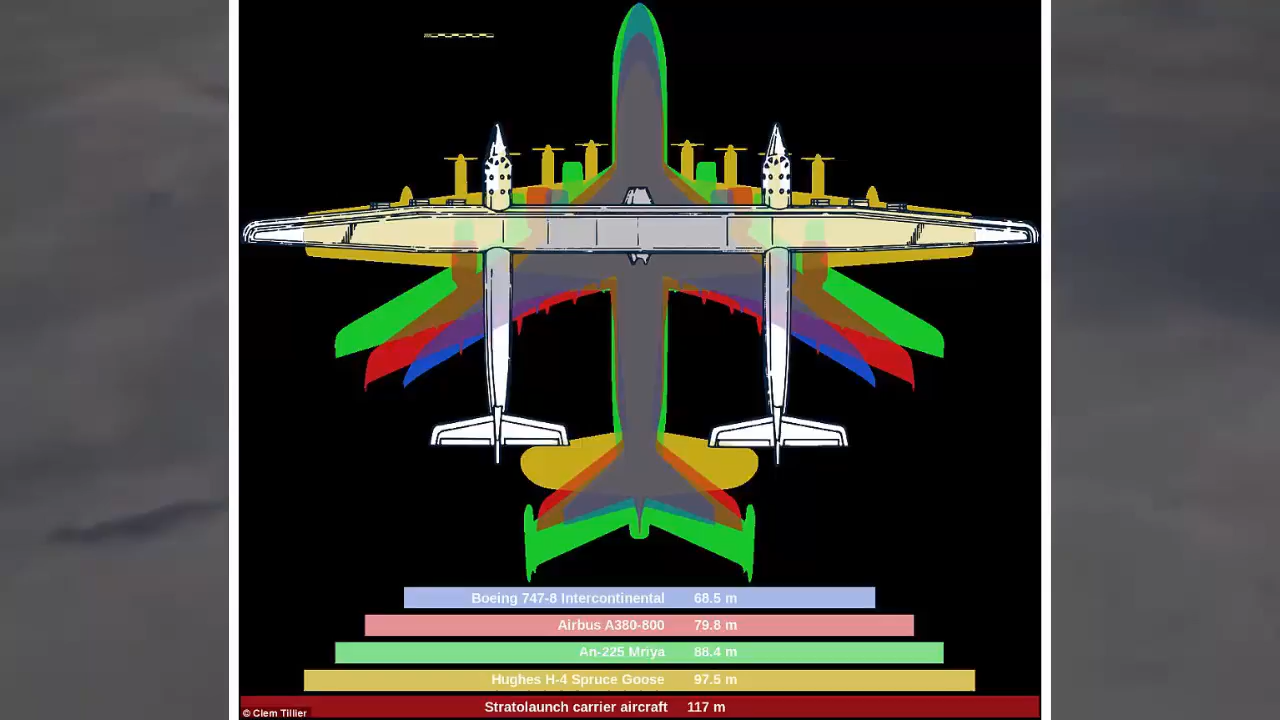 Boeing 747-8 Intercontinental 68.5 m
Airbus A380-800 79.8 m
An-225 Mriya 88.4 m
Hughes H-4 Spruce Goose 97.5 m
Stratolaunch carrier aircraft 117 m
© Clem Tillier